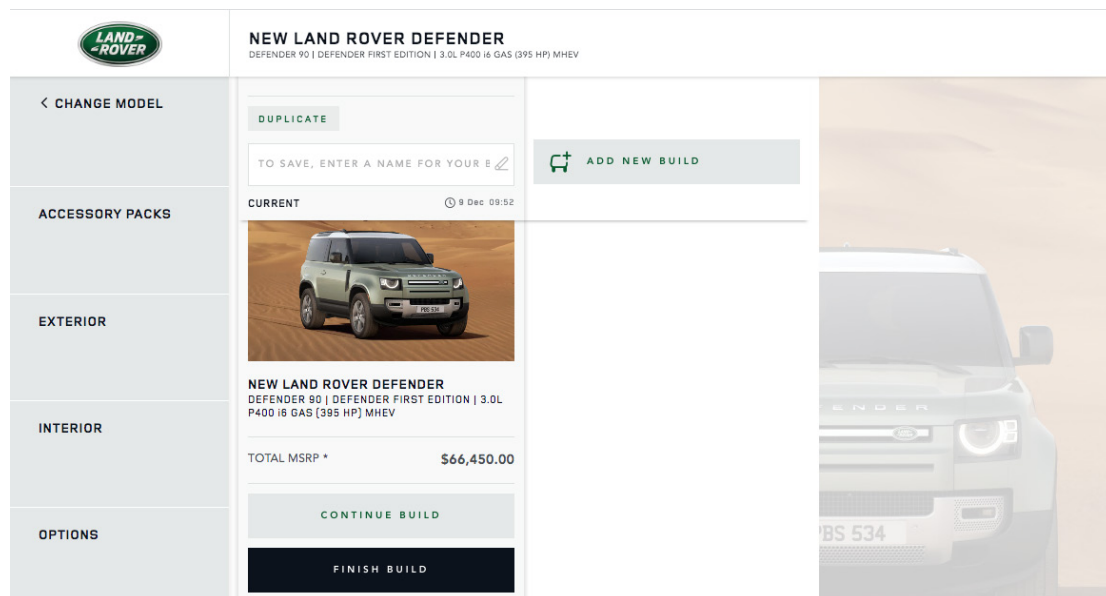 LAND-
-ROVER
NEW LAND ROVER DEFENDER
DEFENDER 90 | DEFENDER FIRST EDITION | 3.0L P400 i6 GAS (395 HP) MHEV
< CHANGE MODEL
ACCESSORY PACKS
EXTERIOR
INTERIOR
OPTIONS
DUPLICATE
TO SAVE, ENTER A NAME FOR YOUR B
CURRENT 9 Dec 09:52
PBS 534
NEW LAND ROVER DEFENDER
DEFENDER 90 | DEFENDER FIRST EDITION | 3.0L
P400 i6 GAS (395 HP) MHEV
TOTAL MSRP * $66,450.00
CONTINUE BUILD
FINISH BUILD
ADD NEW BUILD
ENDER
PBS 534